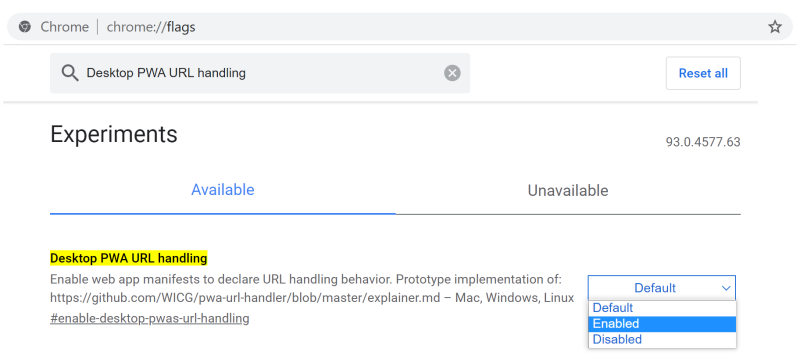 Chrome | chrome://flags
Desktop PWA URL handling
Reset all
Experiments
93.0.4577.63
Available
Unavailable
Desktop PWA URL handling
Enable web app manifests to declare URL handling behavior. Prototype implementation of:
https://github.com/WICG/pwa-url-handler/blob/master/explainer.md – Mac, Windows, Linux
#enable-desktop-pwas-url-handling
Default
Default
Enabled
Disabled